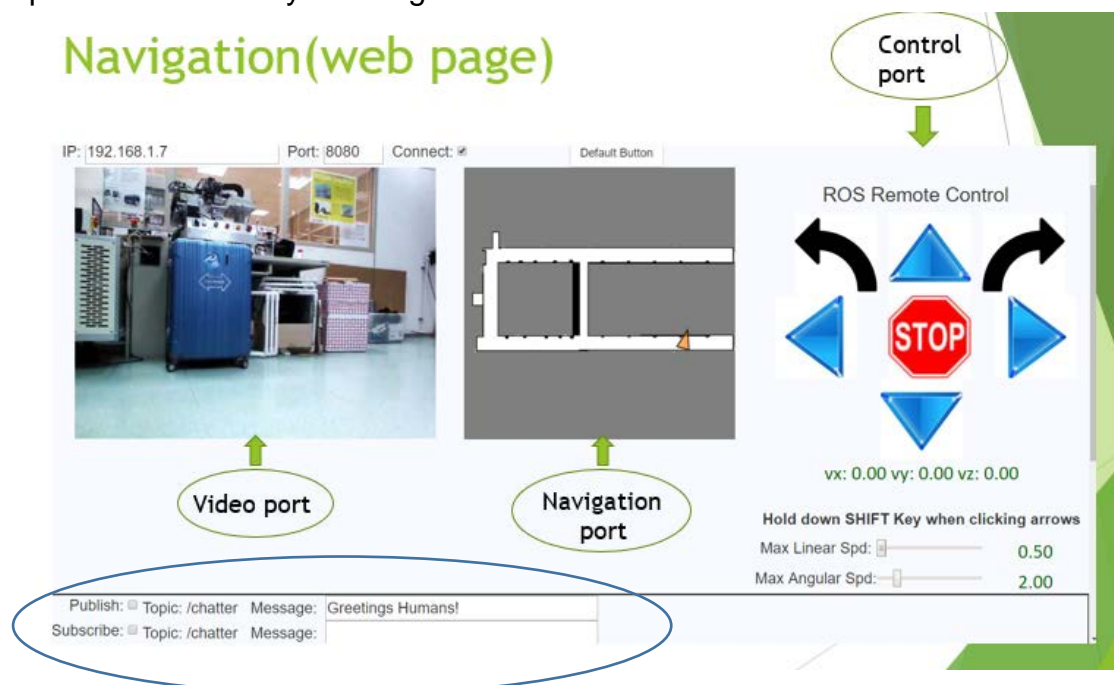 Navigation(web page)
Control
port
IP: 192.168.1.7 Port: 8080 Connect:
Default Button
ROS Remote Control
STOP
vx: 0.00 vy: 0.00 vz: 0.00
Video port
Navigation
port
Hold down SHIFT Key when clicking arrows
Max Linear Spd: 0.50
Max Angular Spd: 2.00
Publish: Topic: /chatter Message: Greetings Humans!
Subscribe: Topic: /chatter Message: